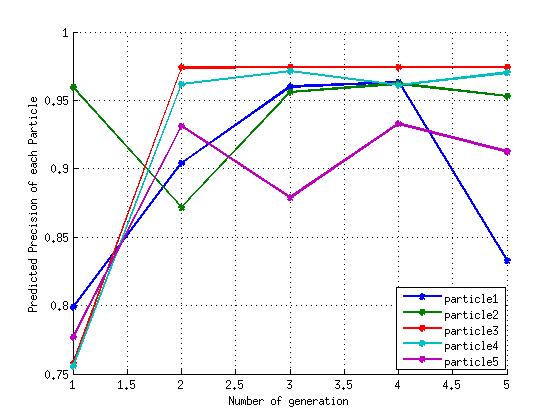 1
0.95
0.9
0.85
0.8
0.75
Predicted Precision of each Particle
1 1.5 2 2.5 3 3.5 4 4.5 5
Number of generation
particle1
particle2
particle3
particle4
particle5